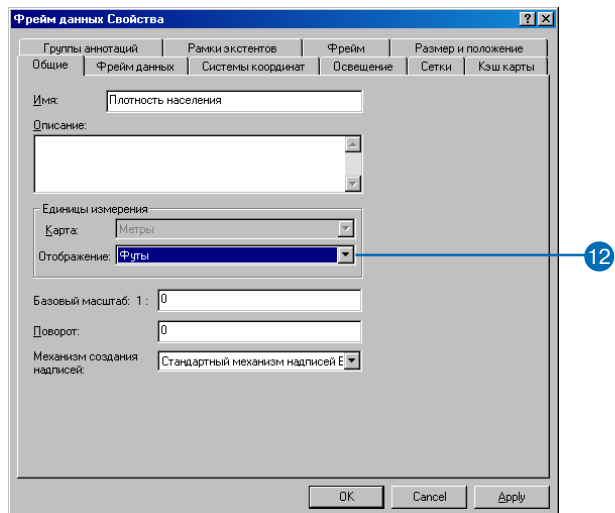 Фрейм данных Свойства
Группы аннотаций Рамки экстентов Фрейм Размер и положение
Общие Фрейм данных Системы координат Освещение Сетки Кэш карты
Имя: Плотность населения
Описание:
Единицы измерения
Карта: Метры
Отображение: Футы
12
Базовый масштаб: 1 : 0
Поворот: 0
Механизм создания
надписей: Стандартный механизм надписей E
OK Cancel Apply